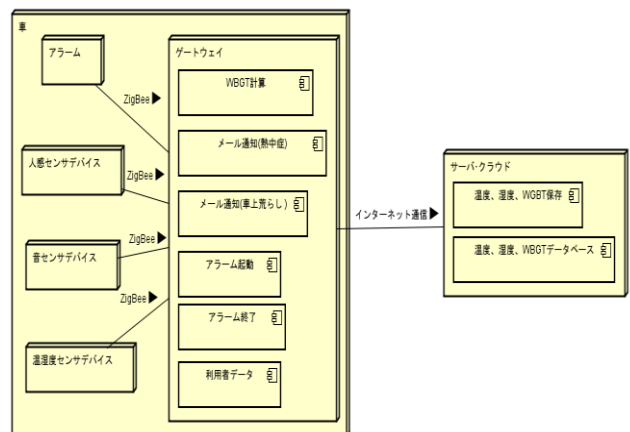 車
アラーム
ゲートウェイ
WBGT計算
ZigBee▶
メール通知(熱中症)
人感センサデバイス
ZigBee▶
メール通知(車上荒らし)
ZigBee▶
音センサデバイス
アラーム起動
ZigBee▶
アラーム終了
温湿度センサデバイス
利用者データ
インターネット通信▶
サーバ・クラウド
温度、湿度、WGBT保存
温度、湿度、WBGTデータベース